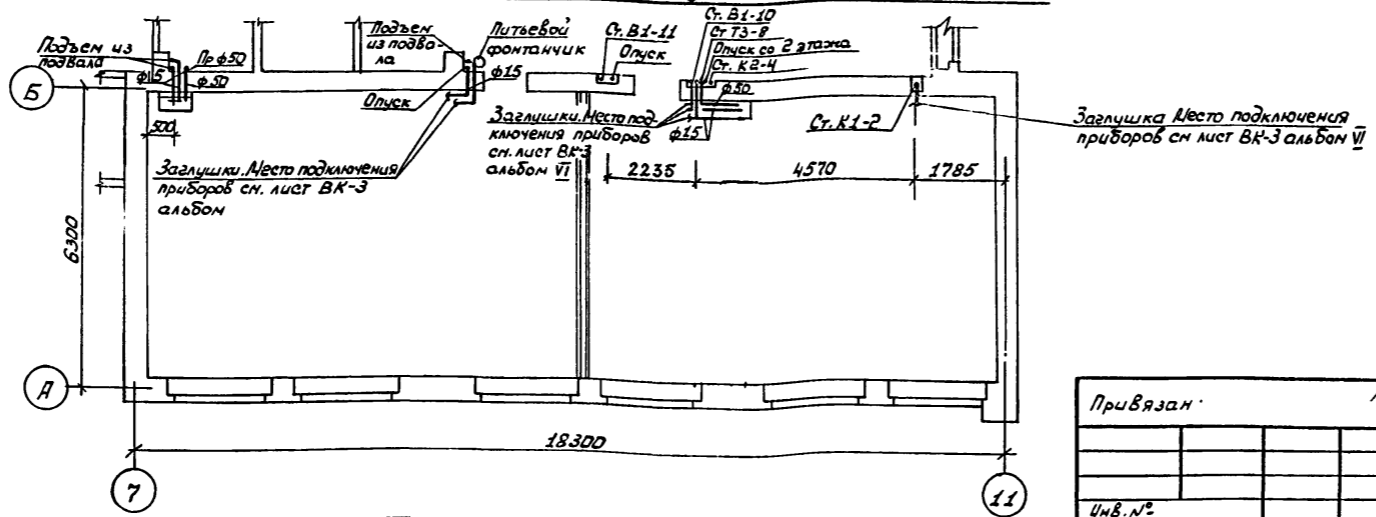 Подъем из
подвала
ф15
Пр ф50
ф50
500
Подъем
из подва-
ла
Питьевой
фонтанчик
ф15
Опуск
Ст. В1-11
Опуск
Ст. В1-10
Ст Т3-8
Опуск со 2 этажа
Ст. К2-4
ф50
ф15
Ст. К1-2
Заглушки. Место под-
ключения приборов
см. лист ВК-3
альбом VI
Заглушки. Место подключения
приборов см. лист ВК-3
альбом
Заглушка Место подключения
приборов см лист ВК-3 альбом VI
2235
4570
1785
6300
18300
Б
А
7
11
Привязан
Инв. №